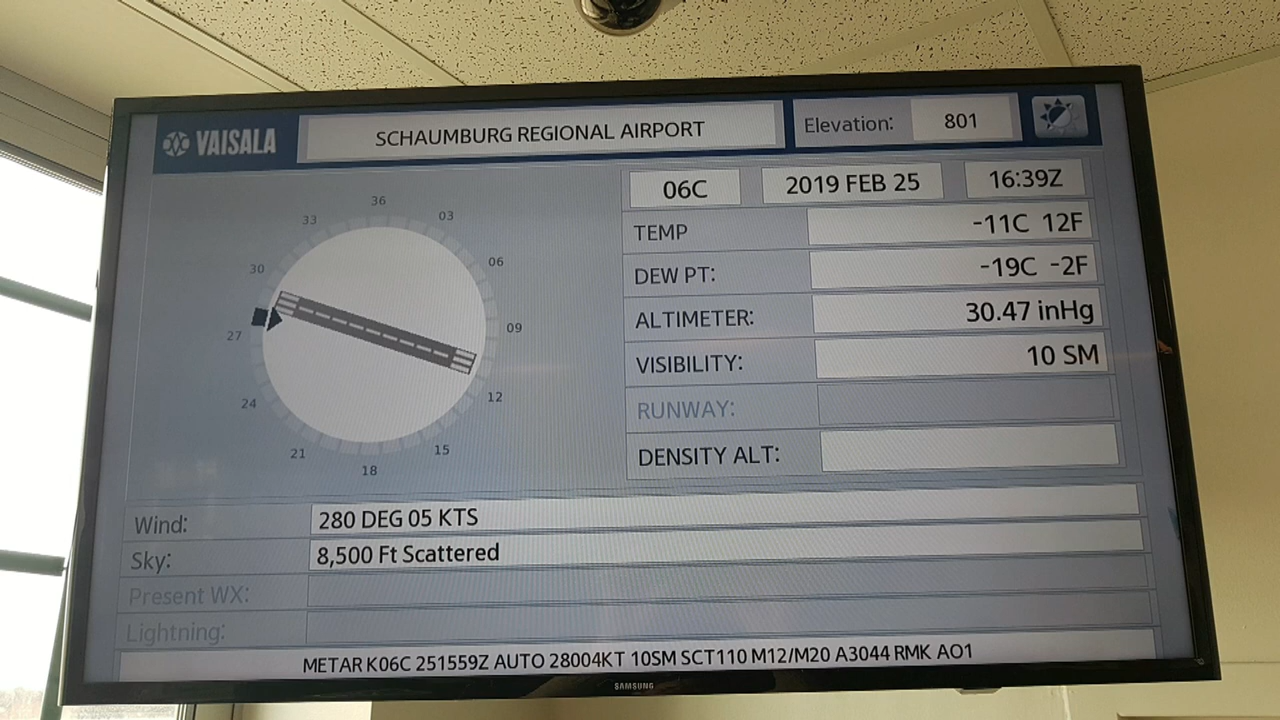 VAISALA
SCHAUMBURG REGIONAL AIRPORT
Elevation: 801
06C 2019 FEB 25 16:39Z
TEMP -11C 12F
DEW PT: -19C -2F
ALTIMETER: 30.47 inHg
VISIBILITY: 10 SM
RUNWAY:
DENSITY ALT:
36
33 03
30 06
27 09
24 12
21 15
18
Wind: 280 DEG 05 KTS
Sky: 8,500 Ft Scattered
Present WX:
Lightning:
METAR K06C 251559Z AUTO 28004KT 10SM SCT110 M12/M20 A3044 RMK AO1
SAMSUNG